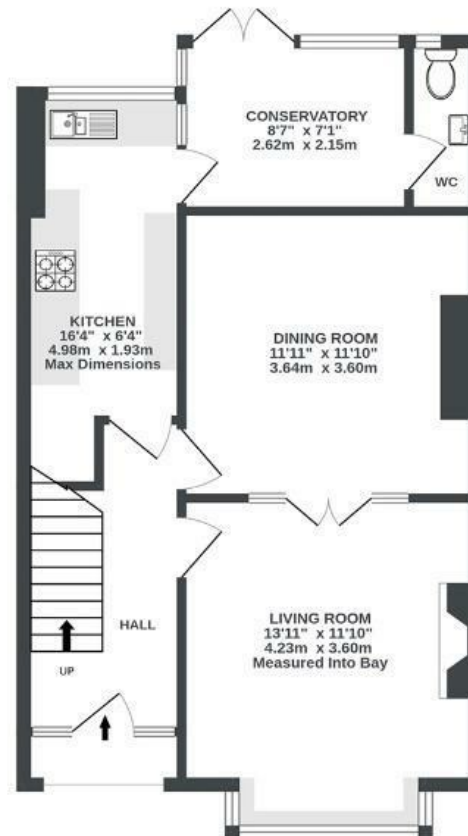 CONSERVATORY
8'7" x 7'1"
2.62m x 2.15m
WC
KITCHEN
16'4" x 6'4"
4.98m x 1.93m
Max Dimensions
DINING ROOM
11'11" x 11'10"
3.64m x 3.60m
HALL
UP
LIVING ROOM
13'11" x 11'10"
4.23m x 3.60m
Measured Into Bay